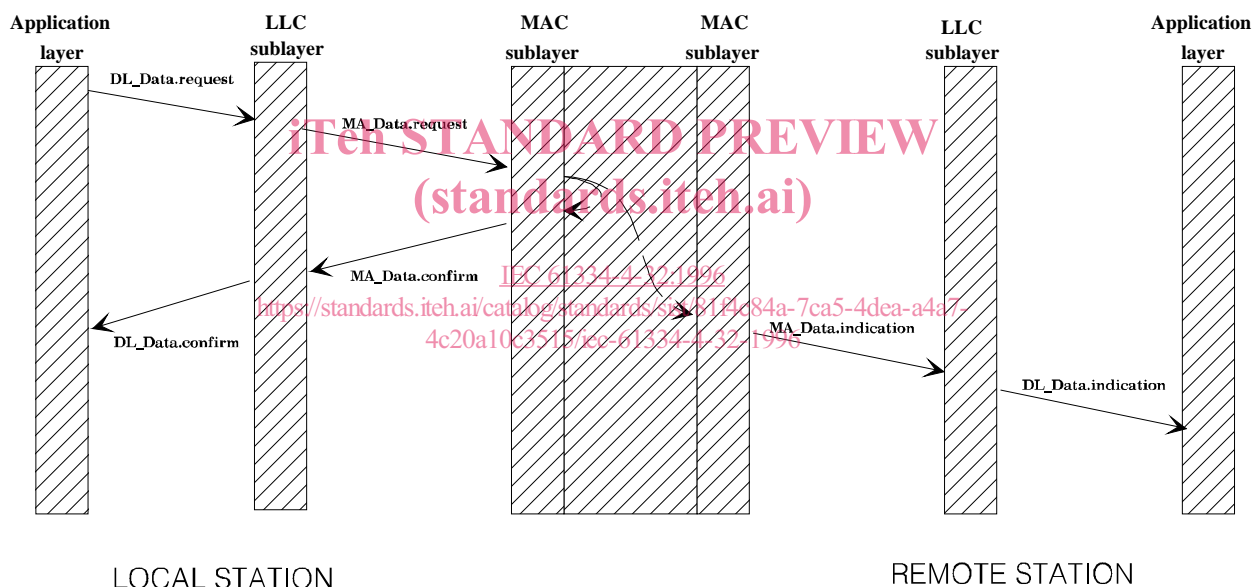 Application
layer
LLC
sublayer
MAC
sublayer
MAC
sublayer
LLC
sublayer
Application
layer
DL_Data.request
MA_Data.request
iTeh STANDARD PREVIEW
(standards.iteh.ai)
MA_Data.confirm
IEC 61334-4-32:1996
https://standards.iteh.ai/catalog/standards/sist/81f4c84a-7ca5-4dea-a4a7-
4c20a10c3515/iec-61334-4-32-1996
DL_Data.confirm
MA_Data.indication
DL_Data.indication
LOCAL STATION
REMOTE STATION